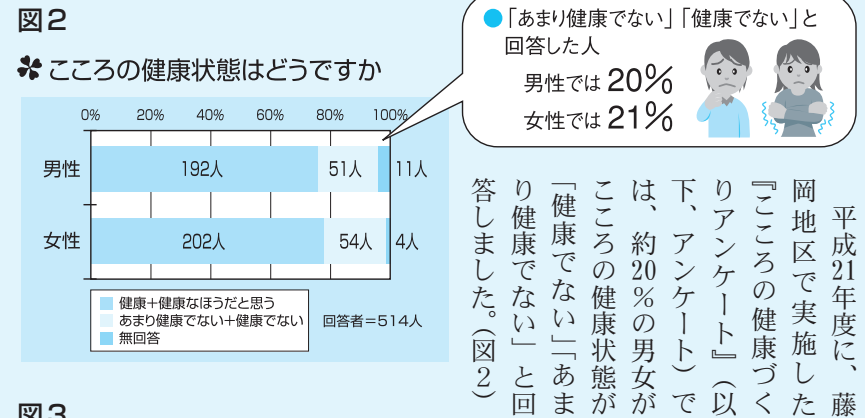 図2
こころの健康状態はどうですか
0% 20% 40% 60% 80% 100%
男性 192人 51人 11人
女性 202人 54人 4人
健康+健康なほうだと思う
あまり健康でない+健康でない
無回答
回答者=514人
●「あまり健康でない」「健康でない」と
回答した人
男性では 20%
女性では 21%
平成21年度に、藤
岡地区で実施した
『こころの健康づく
りアンケート』(以
下、アンケート)で
は、約20%の男女が
こころの健康状態が
「健康でない」「あま
り健康でない」と回
答しました。(図2)
図3